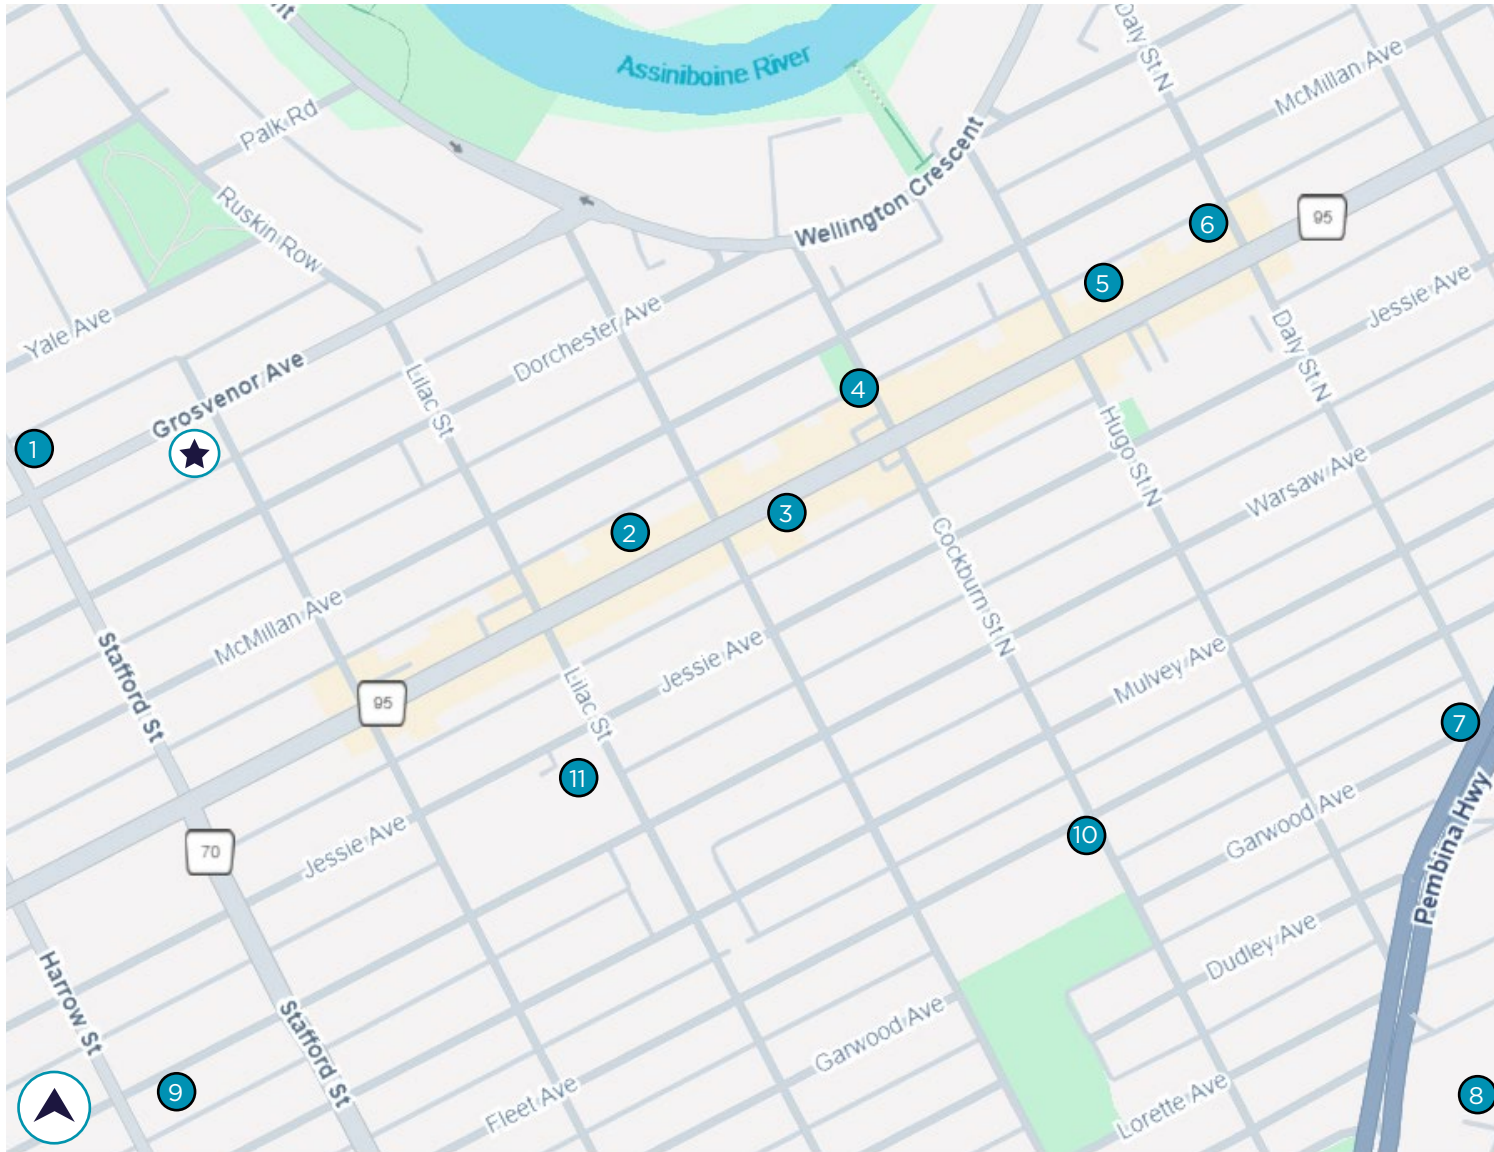 nt
Assiniboine River
Daly St N
McMillan Ave
Palk Rd
Wellington Crescent
Ruskin Row
6
95
5
Yale Ave
Jessie Ave
Dorchester Ave
Daly St N
Grosvenor Ave
Lilac St
4
1
Hugo St N
Warsaw Ave
3
2
Cockburn St N
McMillan Ave
Stafford St
Jessie Ave
Mulvey Ave
95
Lilac St
7
11
Garwood Ave
10
Jessie Ave
70
Pembina Hwy
Dudley Ave
Harrow St
Stafford St
Garwood Ave
9
Fleet Ave
Lorette Ave
8